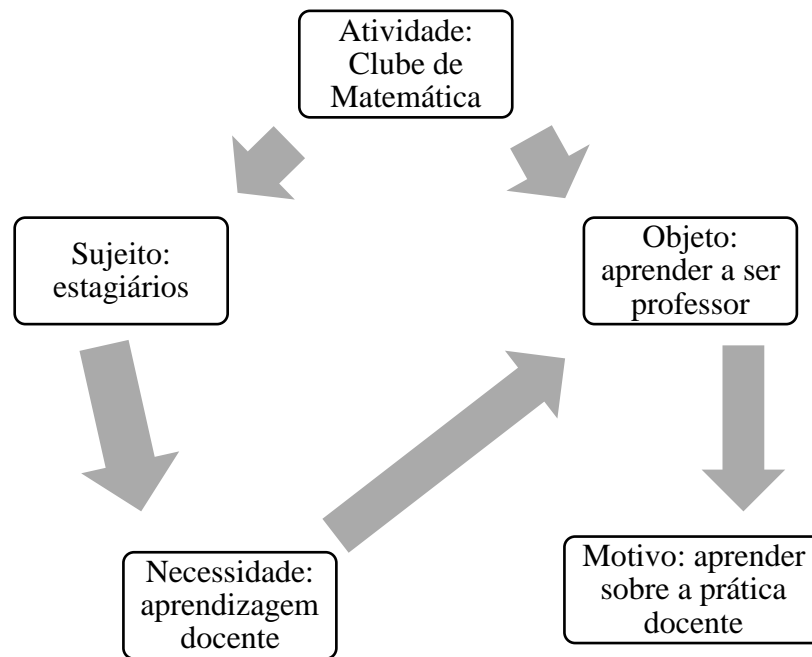 Atividade:
Clube de
Matemática
Sujeito:
estagiários
Objeto:
aprender a ser
professor
Necessidade:
aprendizagem
docente
Motivo: aprender
sobre a prática
docente